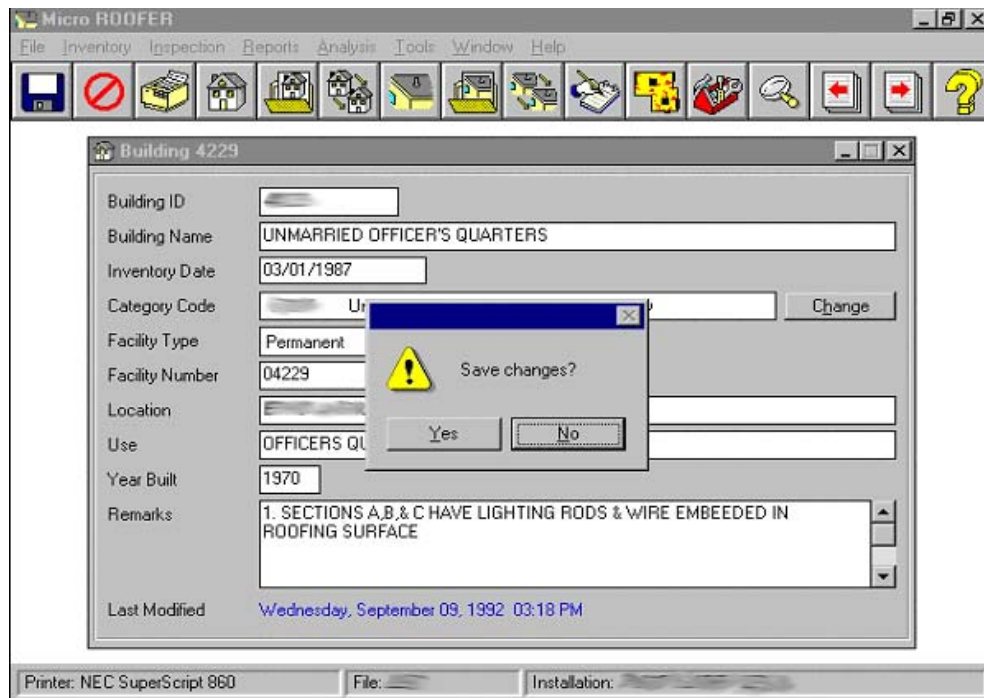 Micro ROOFER
File Inventory Inspection Reports Analysis Tools Window Help
Building 4229
Building ID
Building Name UNMARRIED OFFICER'S QUARTERS
Inventory Date 03/01/1987
Category Code Change
Facility Type Permanent
Facility Number 04229
Location
Use OFFICERS
Year Built 1970
Remarks 1. SECTIONS A,B,& C HAVE LIGHTING RODS & WIRE EMBEEDED IN
ROOFING SURFACE
Last Modified Wednesday, September 09, 1992 03:18 PM
Save changes?
Yes No
Printer: NEC SuperScript 860 File: Installation: